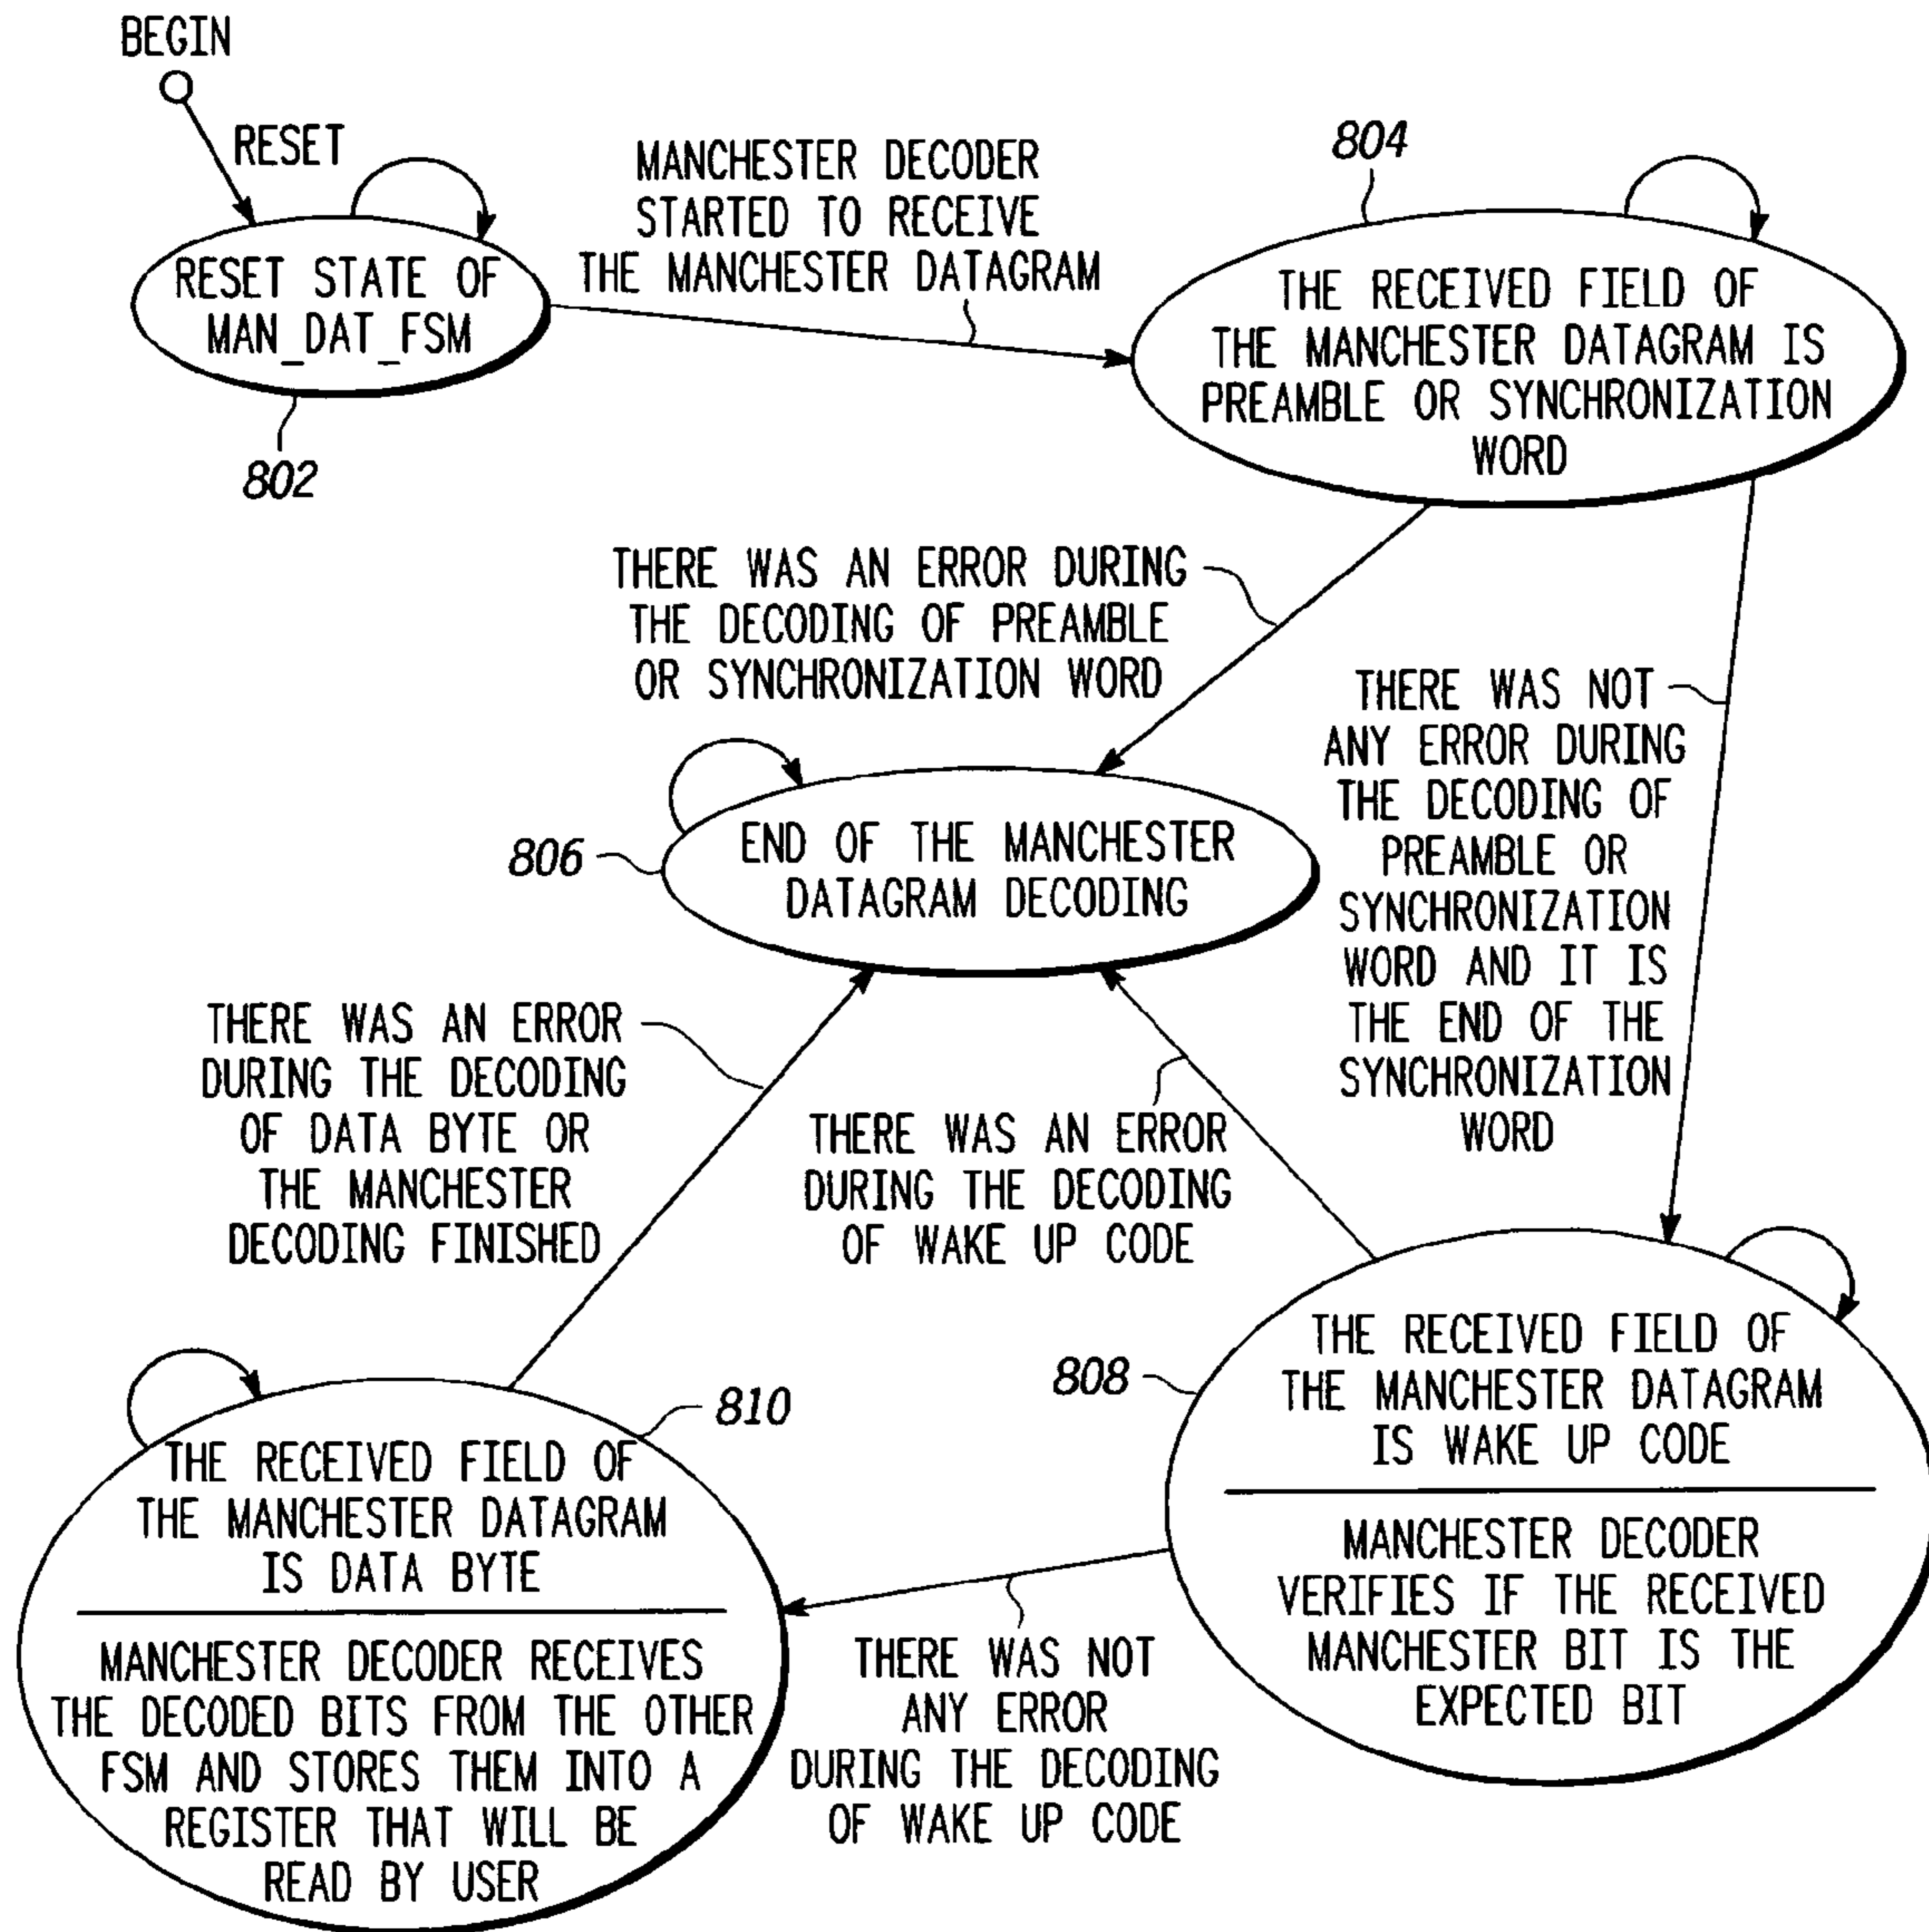 BEGIN
RESET
RESET STATE OF
MAN_DAT_FSM
802
MANCHESTER DECODER
STARTED TO RECEIVE
THE MANCHESTER DATAGRAM
804
THE RECEIVED FIELD OF
THE MANCHESTER DATAGRAM IS
PREAMBLE OR SYNCHRONIZATION
WORD
THERE WAS AN ERROR DURING
THE DECODING OF PREAMBLE
OR SYNCHRONIZATION WORD
THERE WAS NOT
ANY ERROR DURING
THE DECODING OF
PREAMBLE OR
SYNCHRONIZATION
WORD AND IT IS
THE END OF THE
SYNCHRONIZATION
WORD
806
END OF THE MANCHESTER
DATAGRAM DECODING
THERE WAS AN ERROR
DURING THE DECODING
OF DATA BYTE OR
THE MANCHESTER
DECODING FINISHED
THERE WAS AN ERROR
DURING THE DECODING
OF WAKE UP CODE
808
THE RECEIVED FIELD OF
THE MANCHESTER DATAGRAM
IS WAKE UP CODE
MANCHESTER DECODER
VERIFIES IF THE RECEIVED
MANCHESTER BIT IS THE
EXPECTED BIT
810
THE RECEIVED FIELD OF
THE MANCHESTER DATAGRAM
IS DATA BYTE
MANCHESTER DECODER RECEIVES
THE DECODED BITS FROM THE OTHER
FSM AND STORES THEM INTO A
REGISTER THAT WILL BE
READ BY USER
THERE WAS NOT
ANY ERROR
DURING THE DECODING
OF WAKE UP CODE